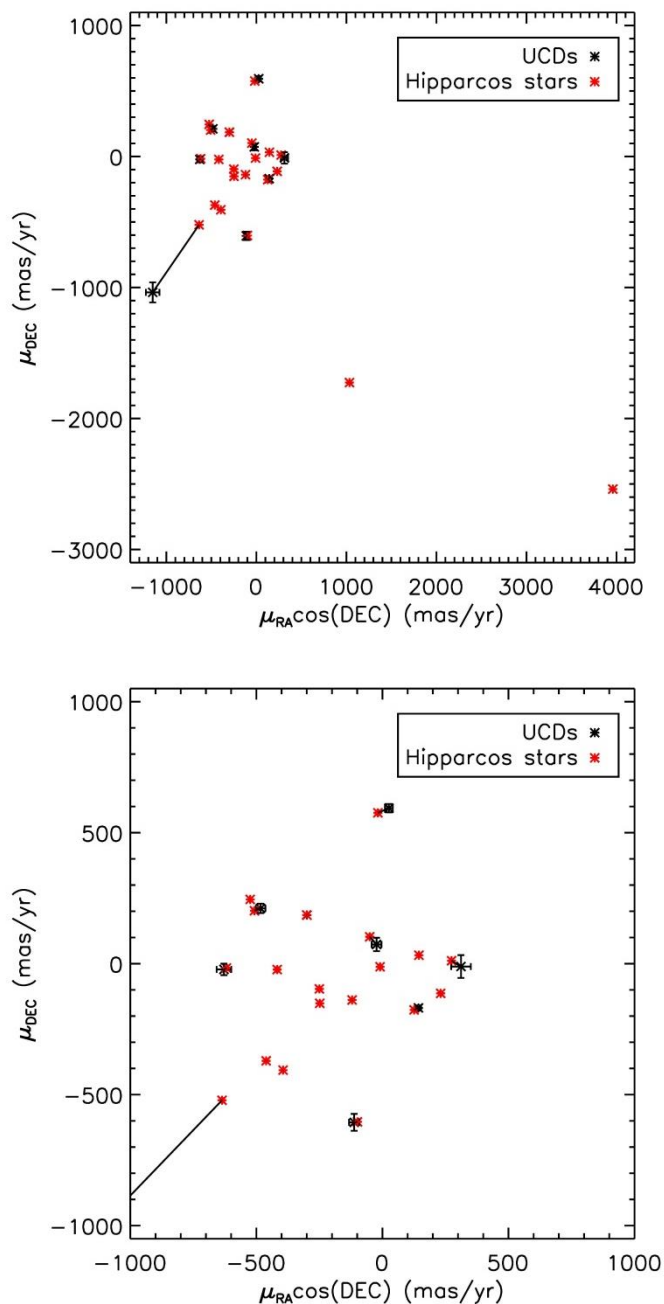 1000
UCDs
Hipparcos stars
0
−1000
−2000
−3000
μDEC (mas/yr)
−1000 0 1000 2000 3000 4000
μRAcos(DEC) (mas/yr)
1000
UCDs
Hipparcos stars
500
0
−500
−1000
μDEC (mas/yr)
−1000 −500 0 500 1000
μRAcos(DEC) (mas/yr)